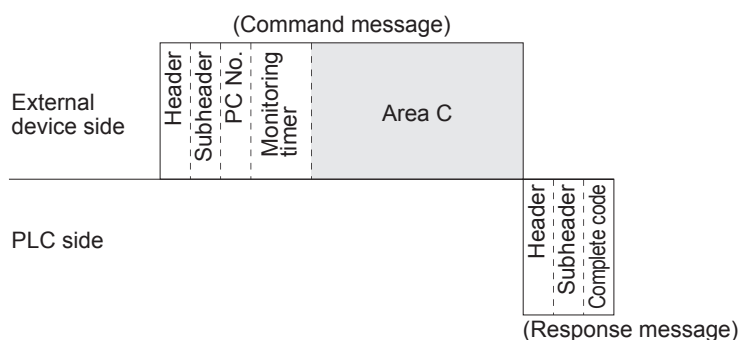 (Command message)
External
device side
Header
Subheader
PC No.
Monitoring
timer
Area C
PLC side
Header
Subheader
Complete code
(Response message)